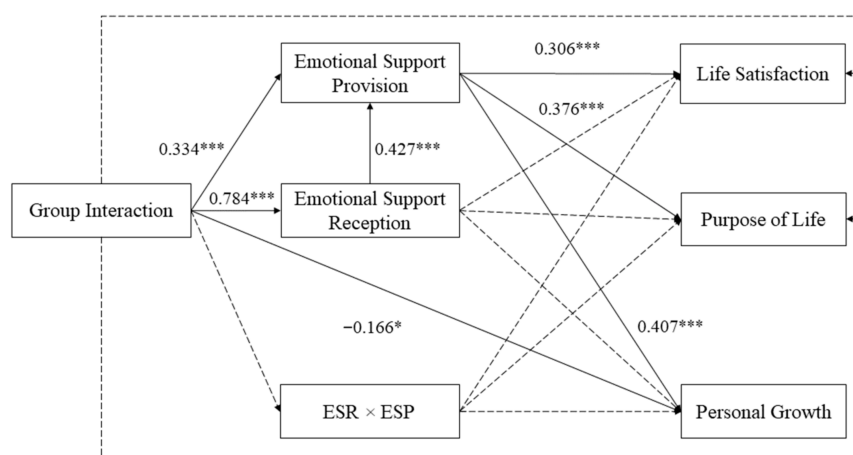 Emotional Support
Provision
0.306***
Life Satisfaction
0.376***
0.334***
0.427***
0.784***
Group Interaction
Emotional Support
Reception
Purpose of Life
−0.166*
0.407***
ESR × ESP
Personal Growth